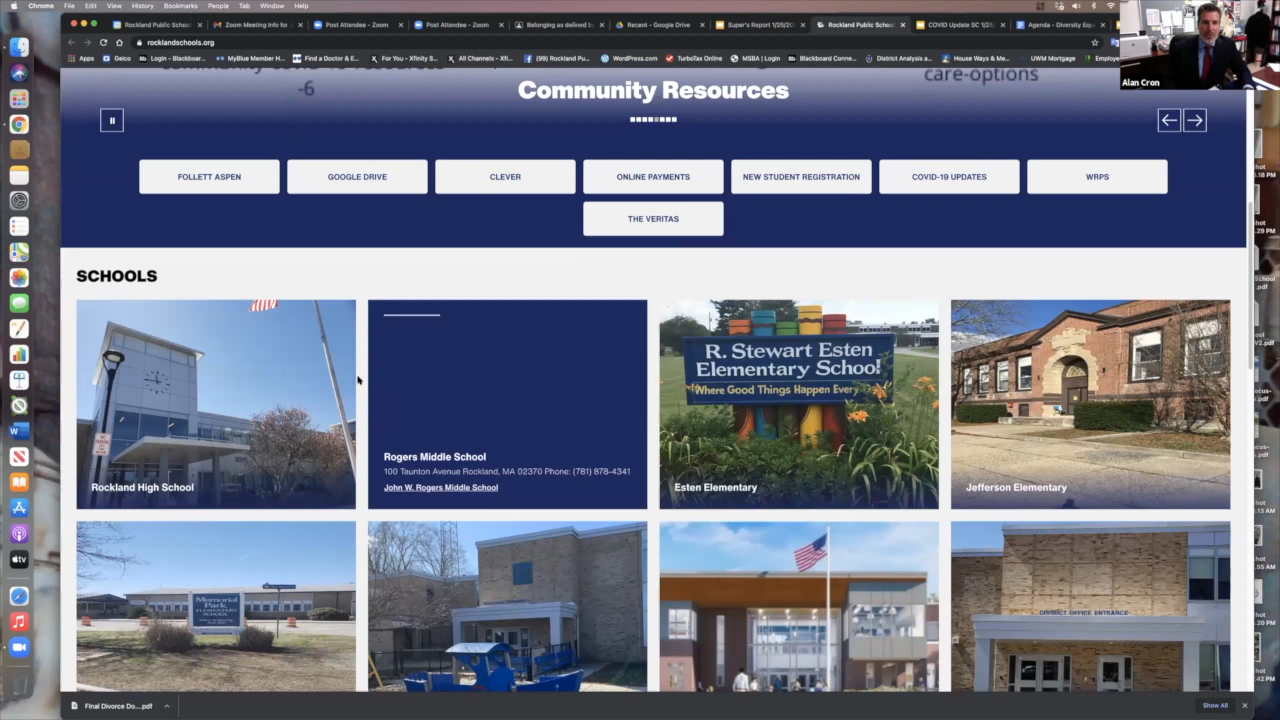 Chrome File Edit View History Bookmarks People Tab Window Help
Rockland Public School
Zoom Meeting Info for
Post Attendee - Zoom
Post Attendee - Zoom
Belonging as defined b
Recent - Google Drive
Super's Report 1/25/20
Rockland Public Schoo
COVID Update SC 1/25
Agenda - Diversity Equ
rocklandschools.org
Apps Geico Login - Blackboar... MyBlue Member H... Find a Doctor & E... For You - Xfinity S... All Channels - Xfi... (99) Rockland Pu... WordPress.com TurboTax Online MSBA | Login Blackboard Conne... District Analysis a... House Ways & Me... UWM Mortgage Employe
Alan Cron
-6
care-options
Community Resources
FOLLETT ASPEN
GOOGLE DRIVE
CLEVER
ONLINE PAYMENTS
NEW STUDENT REGISTRATION
COVID-19 UPDATES
WRPS
THE VERITAS
SCHOOLS
Rockland High School
Rogers Middle School
100 Taunton Avenue Rockland, MA 02370 Phone: (781) 878-4341
John W. Rogers Middle School
R. Stewart Esten
Elementary School
Where Good Things Happen Every
Esten Elementary
Jefferson Elementary
Memorial
Park
ELEMENTARY
SCHOOL
DISTRICT OFFICE ENTRANCE
Final Divorce Do....pdf
Show All